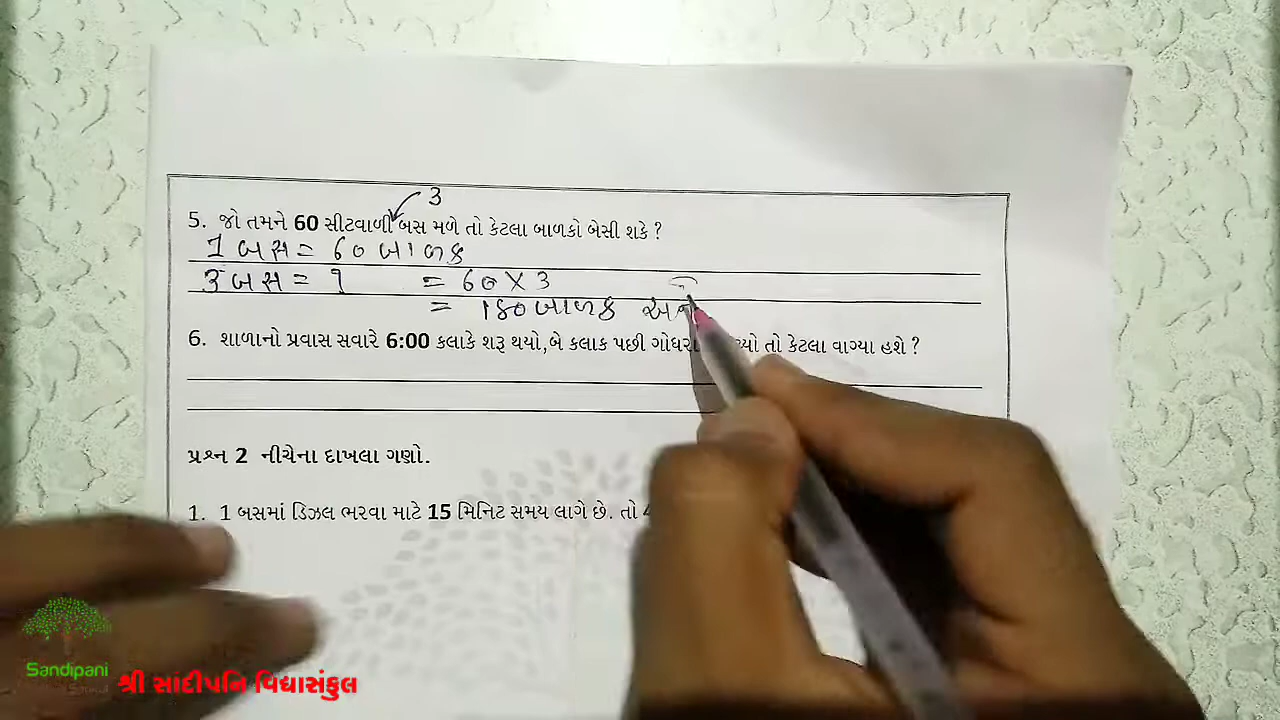 3
5. જો તમને 60 સીટવાળી બસ મળે તો કેટલા બાળકો બેસી શકે ?
1 બસ = 60 બાળક
3 બસ = ? = 60 X 3
= 180 બાળક
6. શાળાનો પ્રવાસ સવારે 6:00 કલાકે શરૂ થયો,બે કલાક પછી તો કેટલા વાગ્યા હશે ?
પ્રશ્ન 2 નીચેના દાખલા ગણો.
1. 1 બસમાં ડિઝલ ભરવા માટે 15 મિનિટ સમય લાગે છે. તો
Sandipani
Sankul
શ્રી સાંદીપનિ વિદ્યાસંકુલ